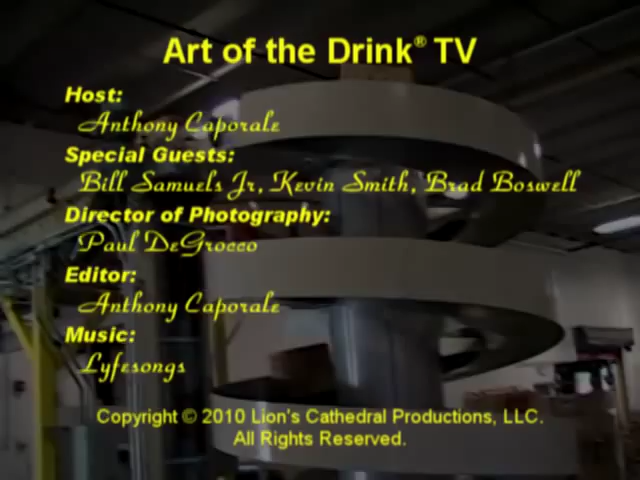 Art of the Drink® TV
Host:
Anthony Caporale
Special Guests:
Bill Samuels Jr, Kevin Smith, Brad Boswell
Director of Photography:
Paul DeGrocco
Editor:
Anthony Caporale
Music:
Lyfesongs
Copyright © 2010 Lion's Cathedral Productions, LLC.
All Rights Reserved.